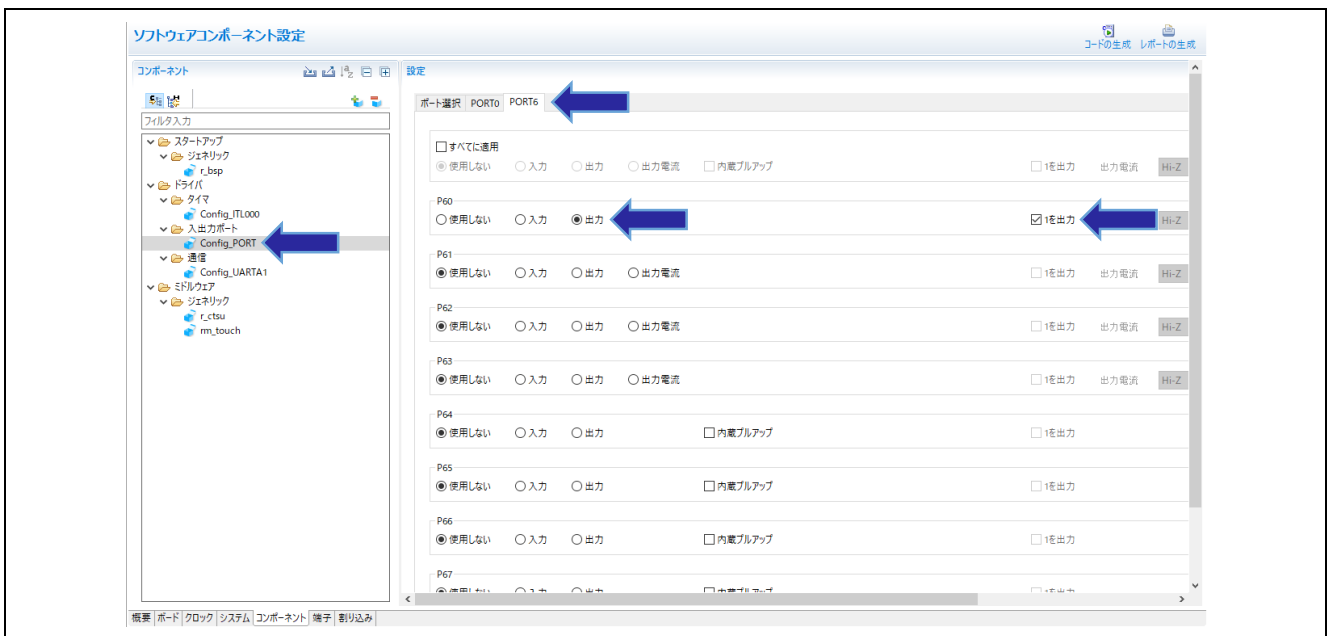 ソフトウェアコンポーネント設定
コードの生成 レポートの生成
コンポーネント
設定
フィルタ入力
スタートアップ
ジェネリック
r_bsp
ドライバ
タイマ
Config_ITL000
入出力ポート
Config_PORT
通信
Config_UARTA1
ミドルウェア
ジェネリック
r_ctsu
rm_touch
ポート選択 PORT0 PORT6
すべてに適用
使用しない 入力 出力 出力電流 内蔵プルアップ 1を出力 出力電流 Hi-Z
P60
使用しない 入力 出力 1を出力 Hi-Z
P61
使用しない 入力 出力 出力電流 1を出力 出力電流 Hi-Z
P62
使用しない 入力 出力 出力電流 1を出力 出力電流 Hi-Z
P63
使用しない 入力 出力 出力電流 1を出力 出力電流 Hi-Z
P64
使用しない 入力 出力 内蔵プルアップ 1を出力
P65
使用しない 入力 出力 内蔵プルアップ 1を出力
P66
使用しない 入力 出力 内蔵プルアップ 1を出力
P67
概要 ボード クロック システム コンポーネント 端子 割り込み